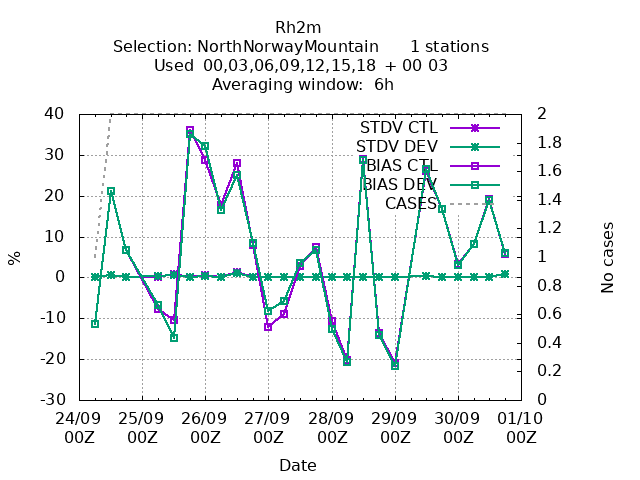 Rh2m
Selection: NorthNorwayMountain 1 stations
Used 00,03,06,09,12,15,18 + 00 03
Averaging window: 6h
40
30
20
10
0
-10
-20
-30
%
2
1.8
1.6
1.4
1.2
1
0.8
0.6
0.4
0.2
0
No cases
STDV CTL
STDV DEV
BIAS CTL
BIAS DEV
CASES
24/09 25/09 26/09 27/09 28/09 29/09 30/09 01/10
00Z 00Z 00Z 00Z 00Z 00Z 00Z 00Z
Date